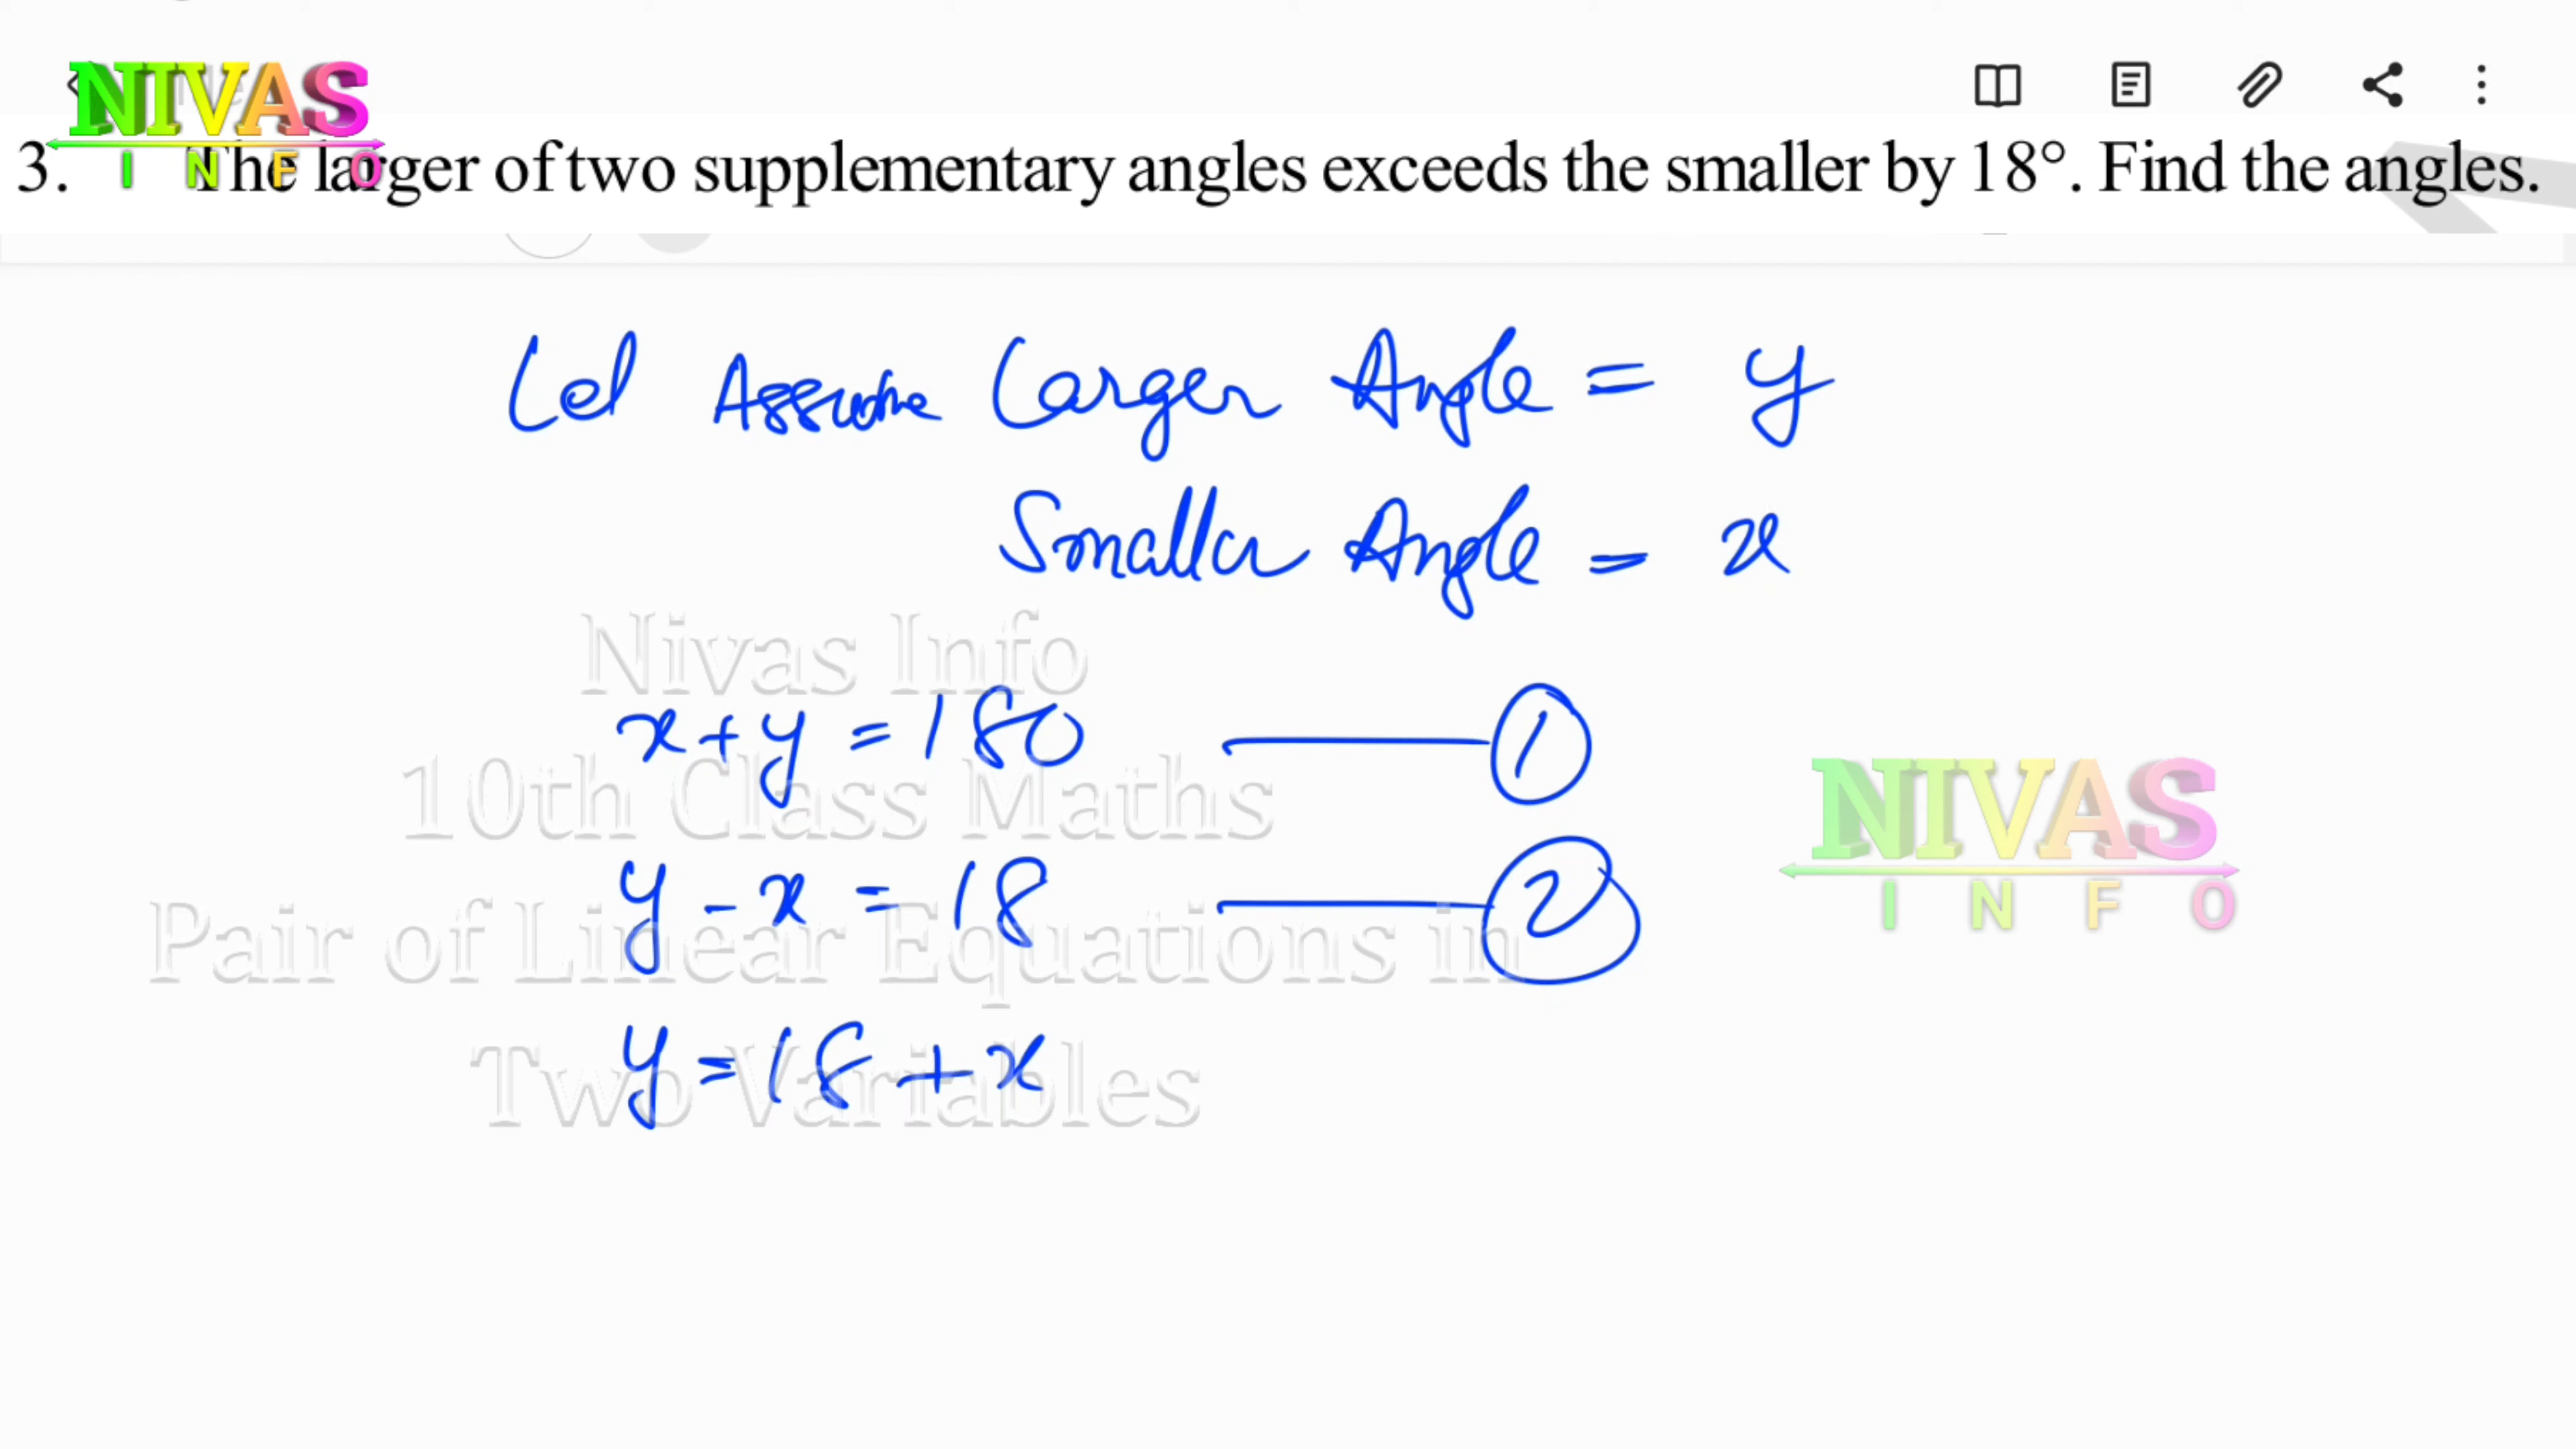 NIVAS
INFO
3. The larger of two supplementary angles exceeds the smaller by 18°. Find the angles.
Let Assume Larger Angle = y
Smaller Angle = x
Nivas Info
x + y = 180 ——— 1
10th Class Maths
NIVAS
INFO
y - x = 18 ——— 2
Pair of Linear Equations in
y = 18 + x
Two Variables